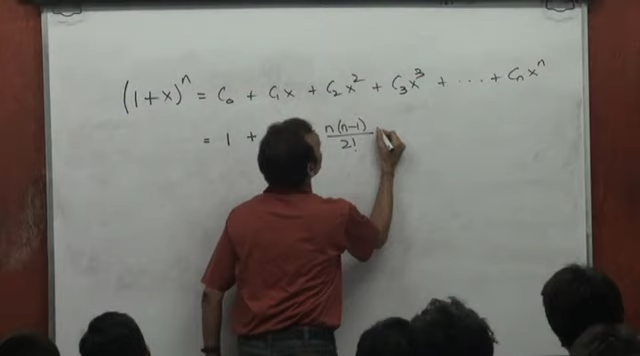 (1+x)^n = C₀ + C₁x + C₂x² + C₃x³ + ... + Cₙxⁿ
= 1 + n(n-1)/2!